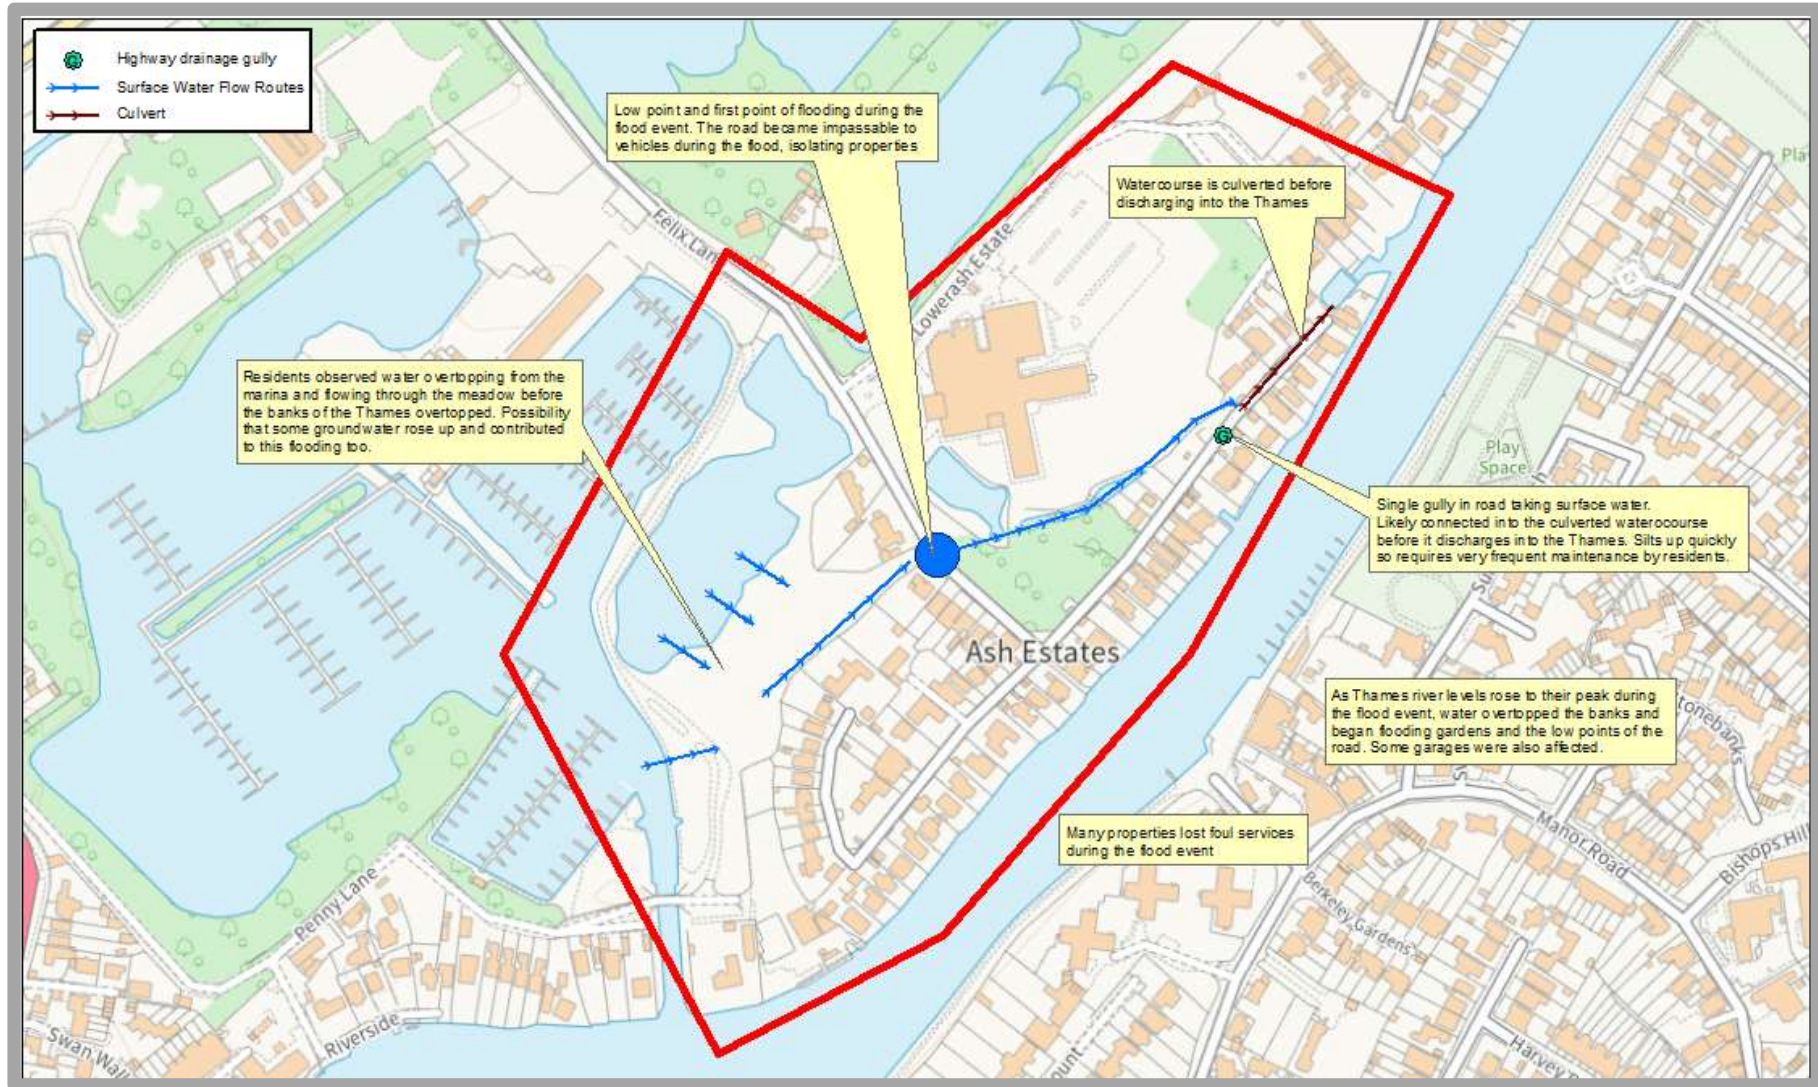 Highway drainage gully
Surface Water Flow Routes
Culvert
Low point and first point of flooding during the
flood event. The road became impassable to
vehicles during the flood, isolating properties
Watercourse is culverted before
discharging into the Thames
Felix Lane
Lowerash Estate
Residents observed water overtopping from the
marina and flowing through the meadow before
the banks of the Thames overtopped. Possibility
that some groundwater rose up and contributed
to this flooding too.
G
Play
Space
Single gully in road taking surface water.
Likely connected into the culverted waterocourse
before it discharges into the Thames. Silts up quickly
so requires very frequent maintenance by residents.
Ash Estates
As Thames river levels rose to their peak during
the flood event, water overtopped the banks and
began flooding gardens and the low points of the
road. Some garages were also affected.
Many properties lost foul services
during the flood event
Manor Road
Bishops Hill
Berkeley Gardens
Penny Lane
Riverside
Swan Wal
Harvey